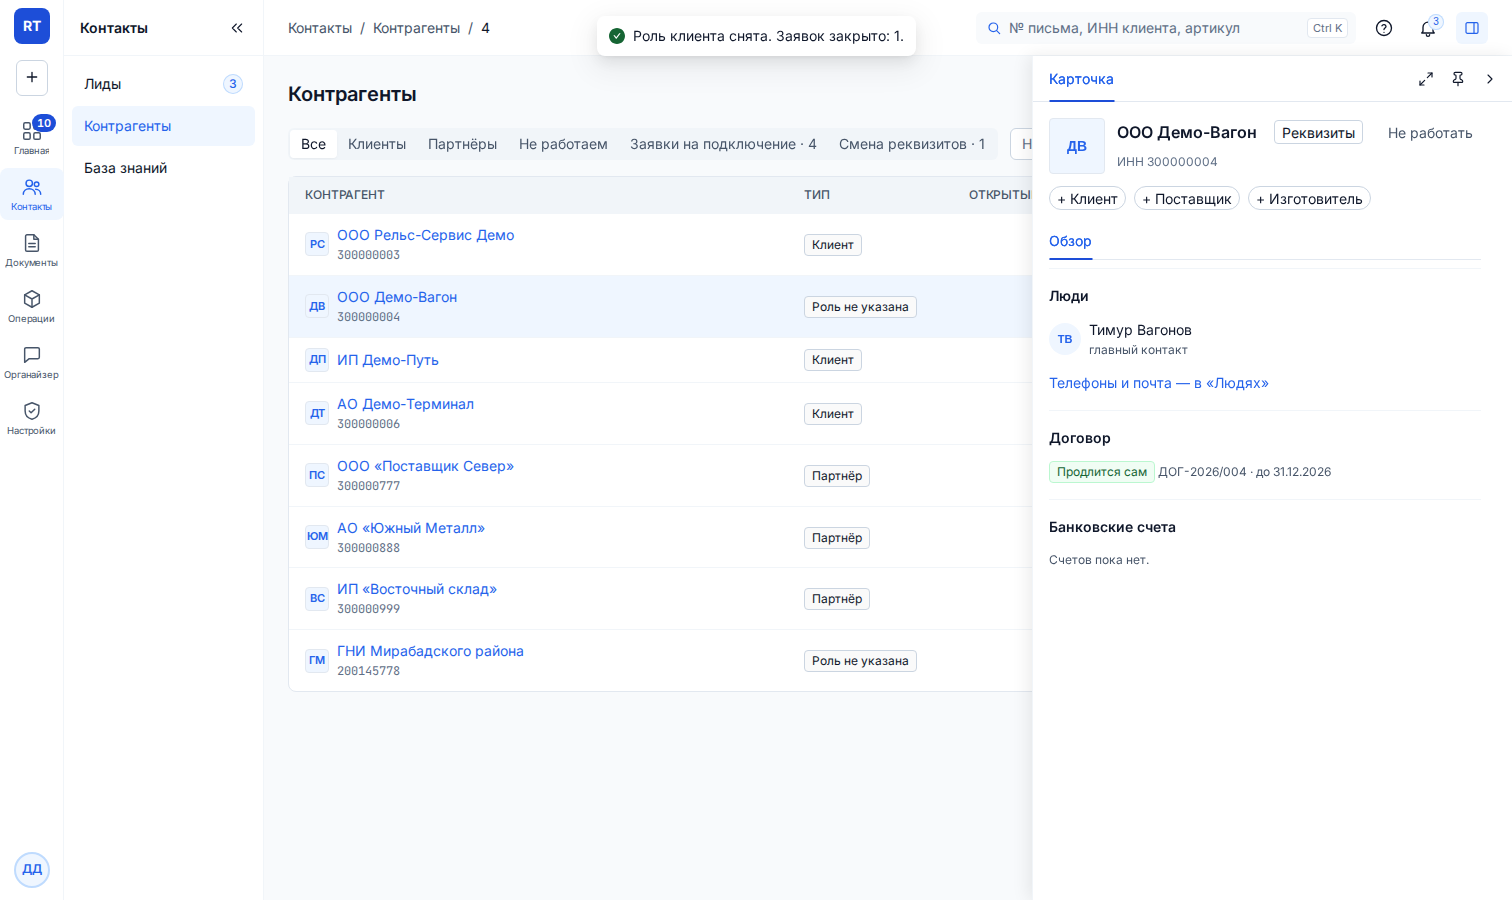 RT
Контакты
Контакты / Контрагенты / 4
Роль клиента снята. Заявок закрыто: 1.
№ письма, ИНН клиента, артикул
Ctrl K
3
10
Главная
Контакты
Документы
Операции
Органайзер
Настройки
ДД
Лиды
3
Контрагенты
База знаний
Контрагенты
Все
Клиенты
Партнёры
Не работаем
Заявки на подключение · 4
Смена реквизитов · 1
КОНТРАГЕНТ
ТИП
РС
ООО Рельс-Сервис Демо
300000003
Клиент
ДВ
ООО Демо-Вагон
300000004
Роль не указана
ДП
ИП Демо-Путь
Клиент
ДТ
АО Демо-Терминал
300000006
Клиент
ПС
ООО «Поставщик Север»
300000777
Партнёр
ЮМ
АО «Южный Металл»
300000888
Партнёр
ВС
ИП «Восточный склад»
300000999
Партнёр
ГМ
ГНИ Мирабадского района
200145778
Роль не указана
Карточка
ДВ
ООО Демо-Вагон
Реквизиты
Не работать
ИНН 300000004
+ Клиент
+ Поставщик
+ Изготовитель
Обзор
Люди
ТВ
Тимур Вагонов
главный контакт
Телефоны и почта — в «Людях»
Договор
Продлится сам ДОГ-2026/004 · до 31.12.2026
Банковские счета
Счетов пока нет.